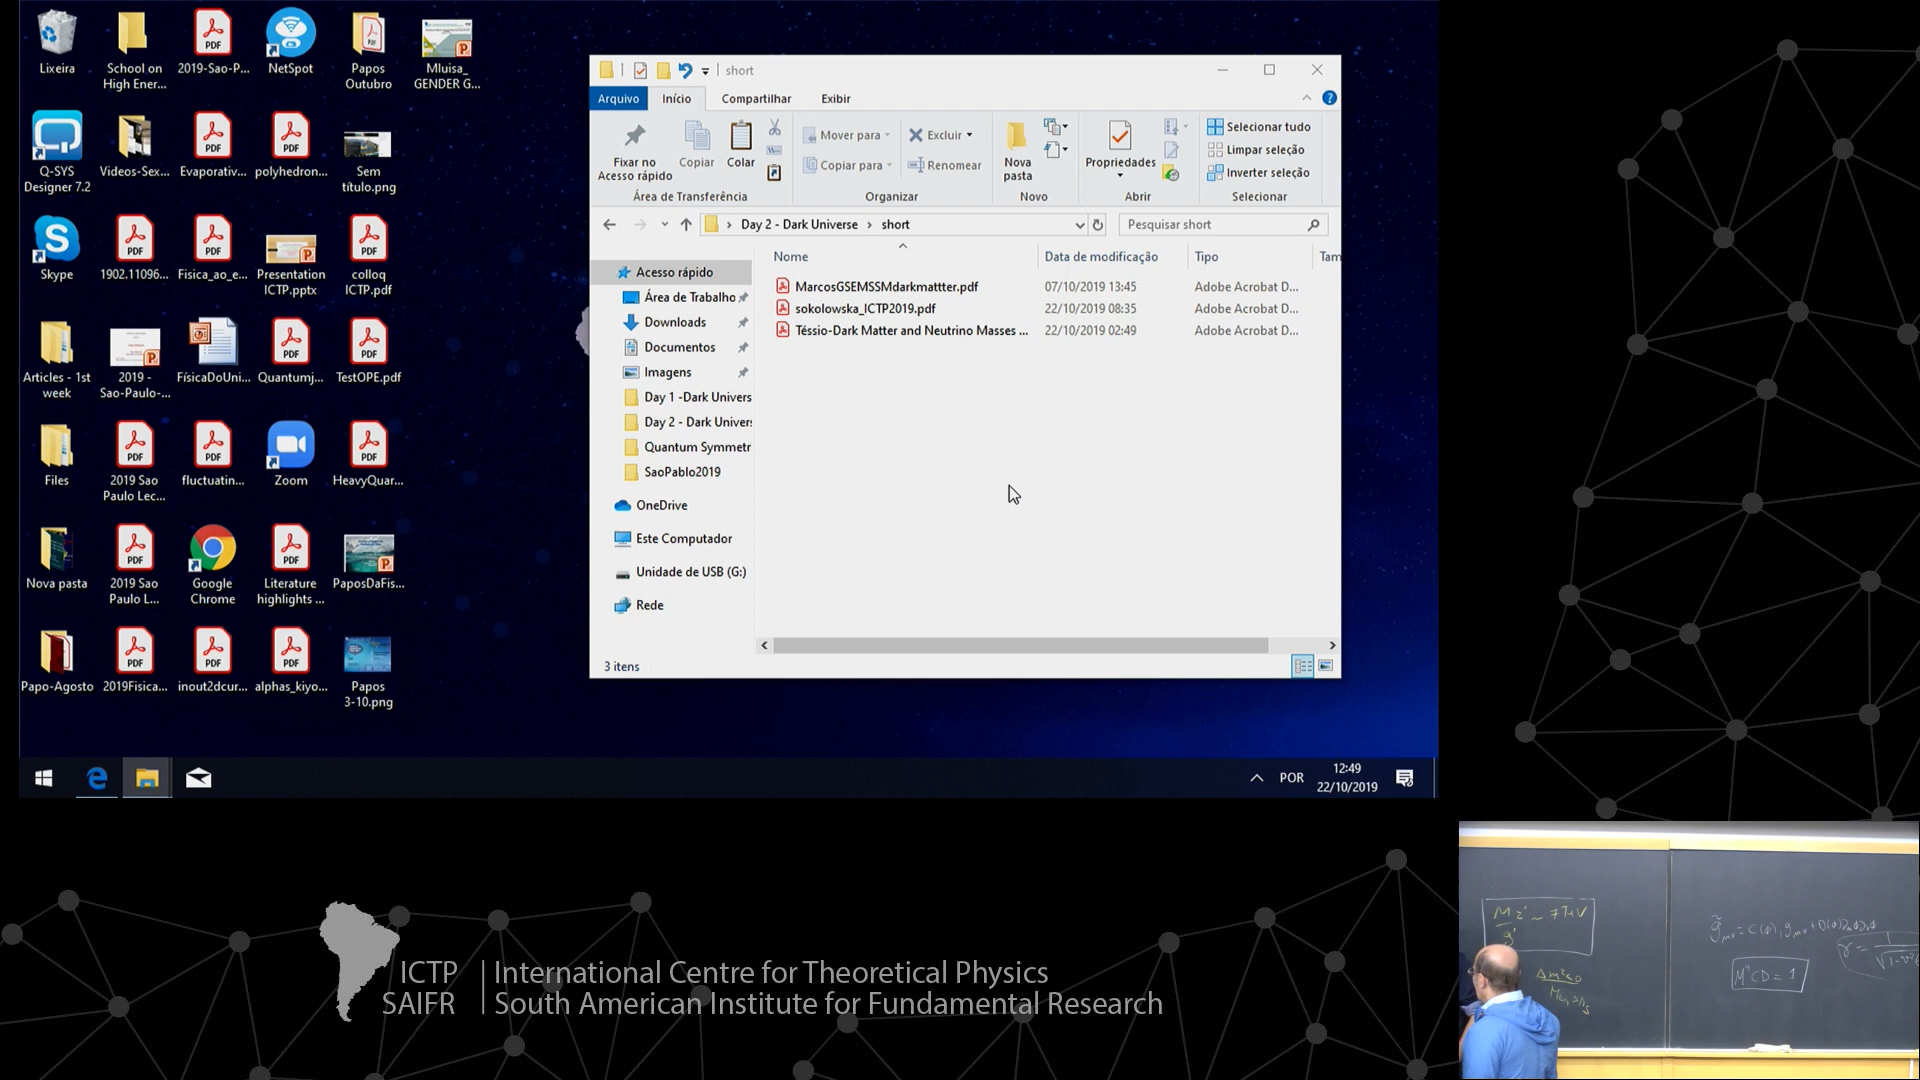 Lixeira
School on High Ener...
2019-Sao-P...
NetSpot
Papos Outubro
Mluisa_ GENDER G...
Q-SYS Designer 7.2
Videos-Sex...
Evaporativ...
polyhedron...
Sem título.png
Skype
1902.11096...
Fisica_ao_e...
Presentation ICTP.pptx
colloq ICTP.pdf
Articles - 1st week
2019 - Sao-Paulo-...
FísicaDoUni...
Quantumj...
TestOPE.pdf
Files
2019 Sao Paulo Lec...
fluctuatin...
Zoom
HeavyQuar...
Nova pasta
2019 Sao Paulo L...
Google Chrome
Literature highlights ...
PaposDaFis...
Papo-Agosto
2019Fisica...
inout2dcur...
alphas_kiyo...
Papos 3-10.png
short
Arquivo Início Compartilhar Exibir
Fixar no Acesso rápido
Copiar
Colar
Mover para
Copiar para
Excluir
Renomear
Nova pasta
Propriedades
Selecionar tudo
Limpar seleção
Inverter seleção
Área de Transferência Organizar Novo Abrir Selecionar
Day 2 - Dark Universe › short
Pesquisar short
Nome Data de modificação Tipo Tam
MarcosGSEMSSMdarkmattter.pdf 07/10/2019 13:45 Adobe Acrobat D...
sokolowska_ICTP2019.pdf 22/10/2019 08:35 Adobe Acrobat D...
Téssio-Dark Matter and Neutrino Masses ... 22/10/2019 02:49 Adobe Acrobat D...
Acesso rápido
Área de Trabalho
Downloads
Documentos
Imagens
Day 1 -Dark Univers
Day 2 - Dark Univers
Quantum Symmetr
SaoPablo2019
OneDrive
Este Computador
Unidade de USB (G:)
Rede
3 itens
POR
12:49
22/10/2019
ICTP | International Centre for Theoretical Physics
SAIFR | South American Institute for Fundamental Research
PDF
M⁴CD = 1